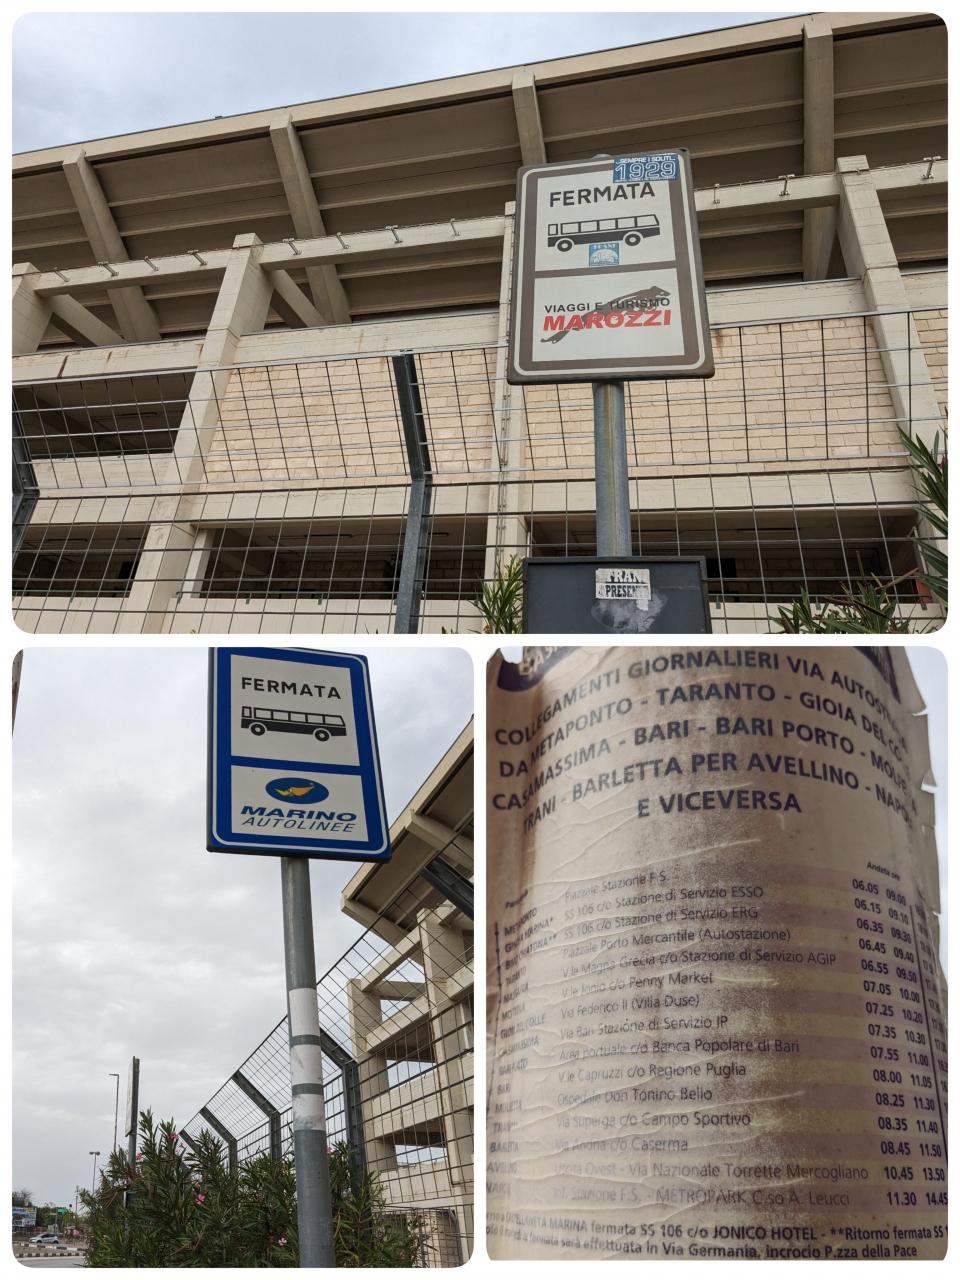 ...SEMPRE I SOLITI...
1929
FERMATA
TRANI
VIAGGI E TURISMO
MAROZZI
TRANI
PRESENTE
FERMATA
MARINO
AUTOLINEE
COLLEGAMENTI GIORNALIERI VIA
DA METAPONTO - TARANTO - GIOIA DEL
CASAMASSIMA - BARI - BARI PORTO -
TRANI - BARLETTA PER AVELLINO -
E VICEVERSA
Andata ore
Piazzale Stazione F.S. 06.05 09.00
SS 106 c/o Stazione di Servizio ESSO 06.15 09.10
SS 106 c/o Stazione di Servizio ERG 06.35 09.30
TARANTO Piazzale Porto Mercantile (Autostazione) 06.45 09.40
V.le Magna Grecia c/o Stazione di Servizio AGIP 06.55 09.50
V.le Jonio c/o Penny Market 07.05 10.00
GIOIA DEL COLLE Via Federico II (Villa Duse) 07.25 10.20
Via Bari Stazione di Servizio IP 07.35 10.30
Area portuale c/o Banca Popolare di Bari 07.55 11.00
BARI V.le Capruzzi c/o Regione Puglia 08.00 11.05
Ospedale Don Tonino Bello 08.25 11.30
Via Superga c/o Campo Sportivo 08.35 11.40
c/o Caserma 08.45 11.50
Uscita Ovest - Via Nazionale Torrette Mercogliano 10.45 13.50
Stazione F.S. - METROPARK C.so A. Leucci 11.30 14.45
MARINA fermata SS 106 c/o JONICO HOTEL - **Ritorno fermata SS
fermata sarà effettuata in Via Germania, incrocio P.zza della Pace